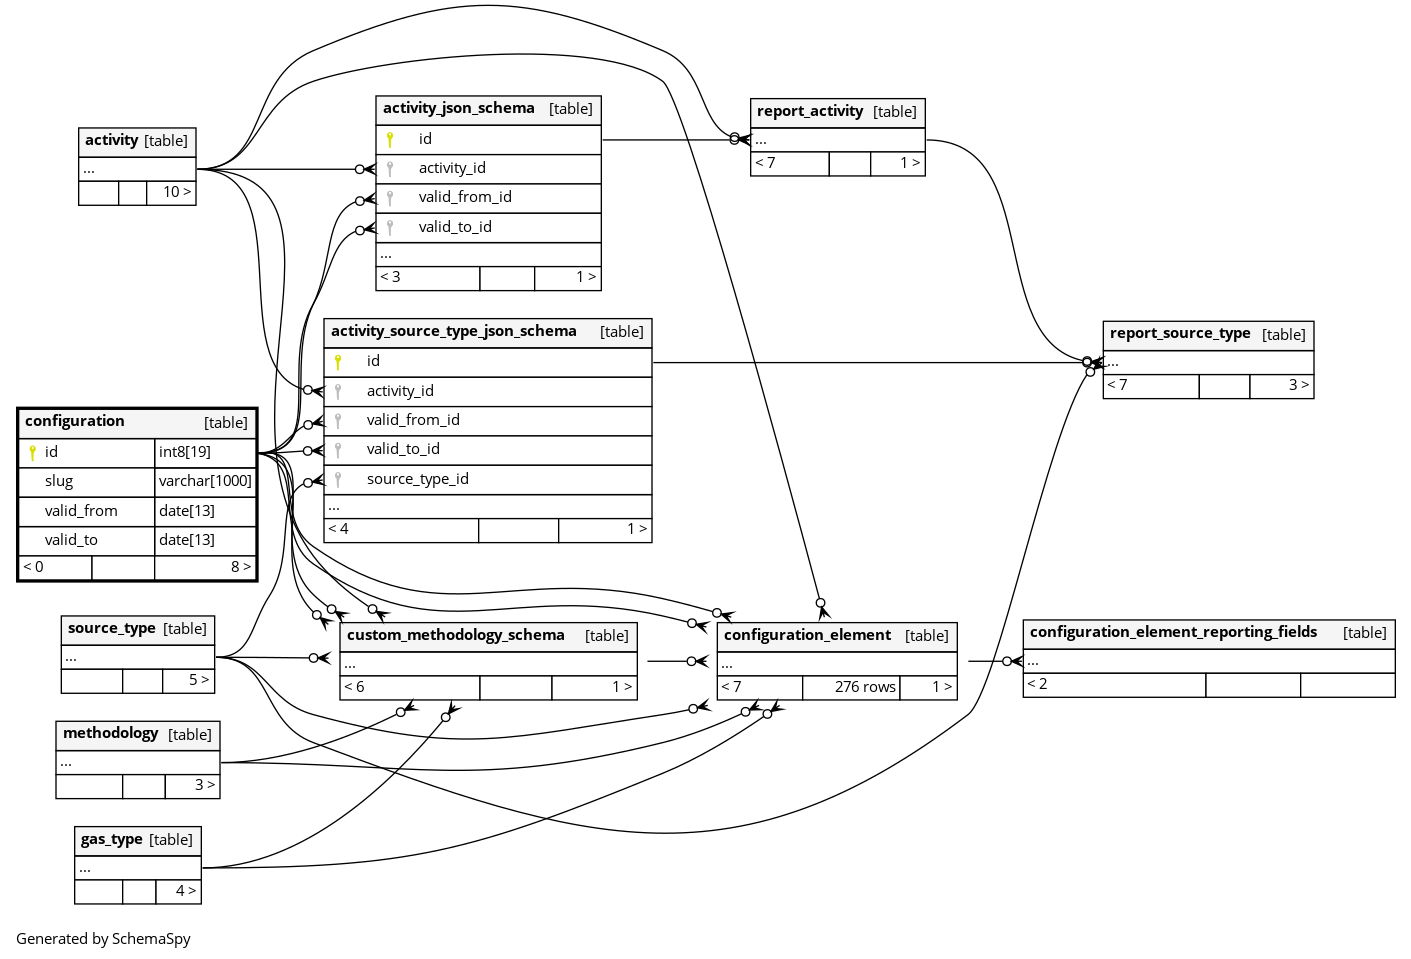 activity [table]
...
10 >
activity_json_schema [table]
id
activity_id
valid_from_id
valid_to_id
...
< 3 1 >
report_activity [table]
...
< 7 1 >
activity_source_type_json_schema [table]
id
activity_id
valid_from_id
valid_to_id
source_type_id
...
< 4 1 >
report_source_type [table]
...
< 7 3 >
configuration [table]
id int8[19]
slug varchar[1000]
valid_from date[13]
valid_to date[13]
< 0 8 >
source_type [table]
...
5 >
custom_methodology_schema [table]
...
< 6 1 >
configuration_element [table]
...
< 7 276 rows 1 >
configuration_element_reporting_fields [table]
...
< 2
methodology [table]
...
3 >
gas_type [table]
...
4 >
Generated by SchemaSpy